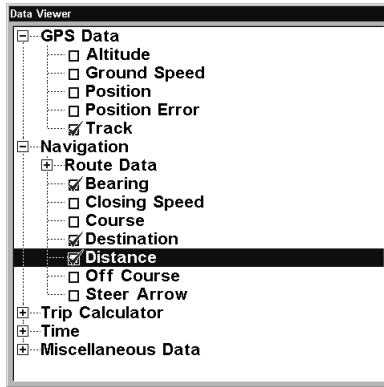 Data Viewer
GPS Data
Altitude
Ground Speed
Position
Position Error
Track
Navigation
Route Data
Bearing
Closing Speed
Course
Destination
Distance
Off Course
Steer Arrow
Trip Calculator
Time
Miscellaneous Data